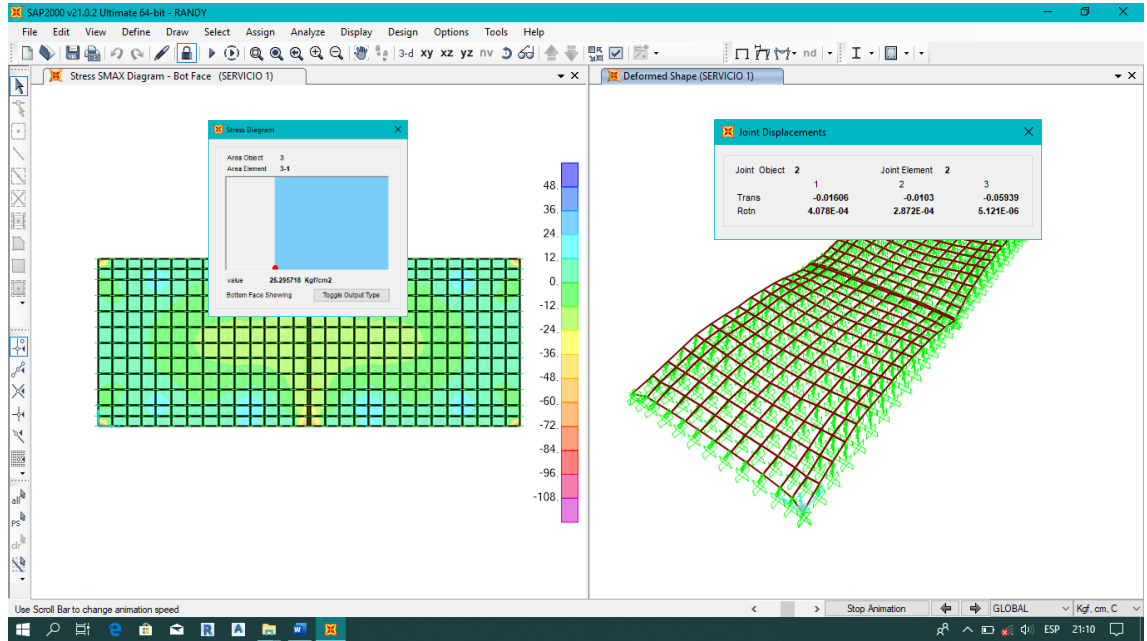 SAP2000 v21.0.2 Ultimate 64-bit - RANDY
File Edit View Define Draw Select Assign Analyze Display Design Options Tools Help
3-d xy xz yz nv nd
Stress SMAX Diagram - Bot Face (SERVICIO 1)
Stress Diagram
Area Object 3
Area Element 3-1
value 25.295718 Kgf/cm2
Bottom Face Showing Toggle Output Type
48.
36.
24.
12.
0.
-12.
-24.
-36.
-48.
-60.
-72.
-84.
-96.
-108.
Deformed Shape (SERVICIO 1)
Joint Displacements
Joint Object 2 Joint Element 2
1 2 3
Trans -0.01606 -0.0103 -0.05939
Rotn 4.078E-04 2.872E-04 5.121E-06
all
PS
clr
Use Scroll Bar to change animation speed
Stop Animation
GLOBAL
Kgf, cm, C
ESP 21:10